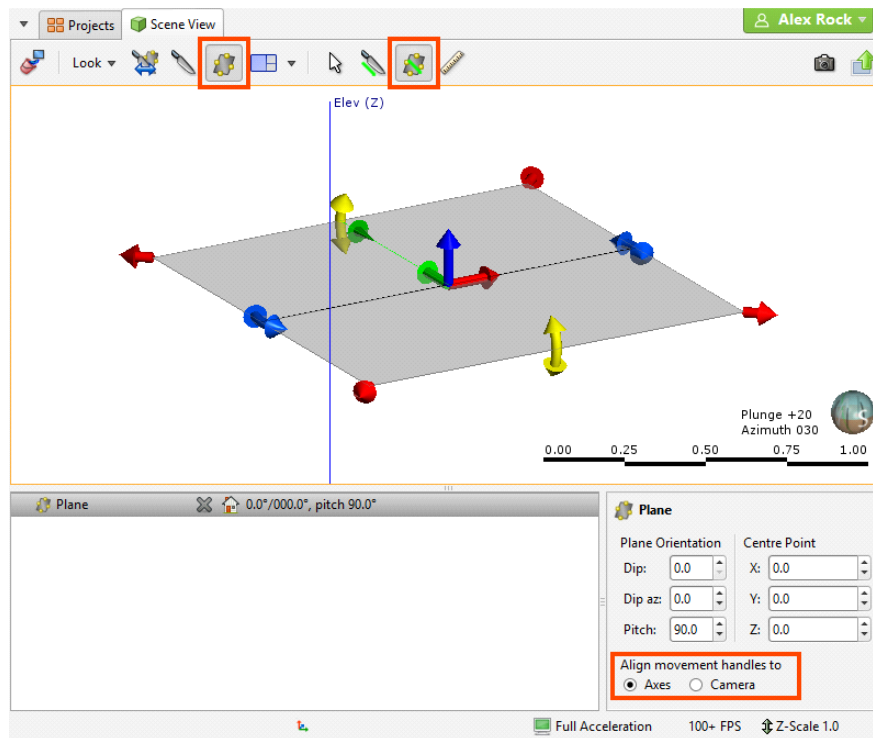 Projects
Scene View
Alex Rock
Look
Elev (Z)
Plunge +20
Azimuth 030
0.00 0.25 0.50 0.75 1.00
S
Plane
0.0°/000.0°, pitch 90.0°
Plane
Plane Orientation Centre Point
Dip: 0.0 X: 0.0
Dip az: 0.0 Y: 0.0
Pitch: 90.0 Z: 0.0
Align movement handles to
Axes Camera
Full Acceleration 100+ FPS Z-Scale 1.0